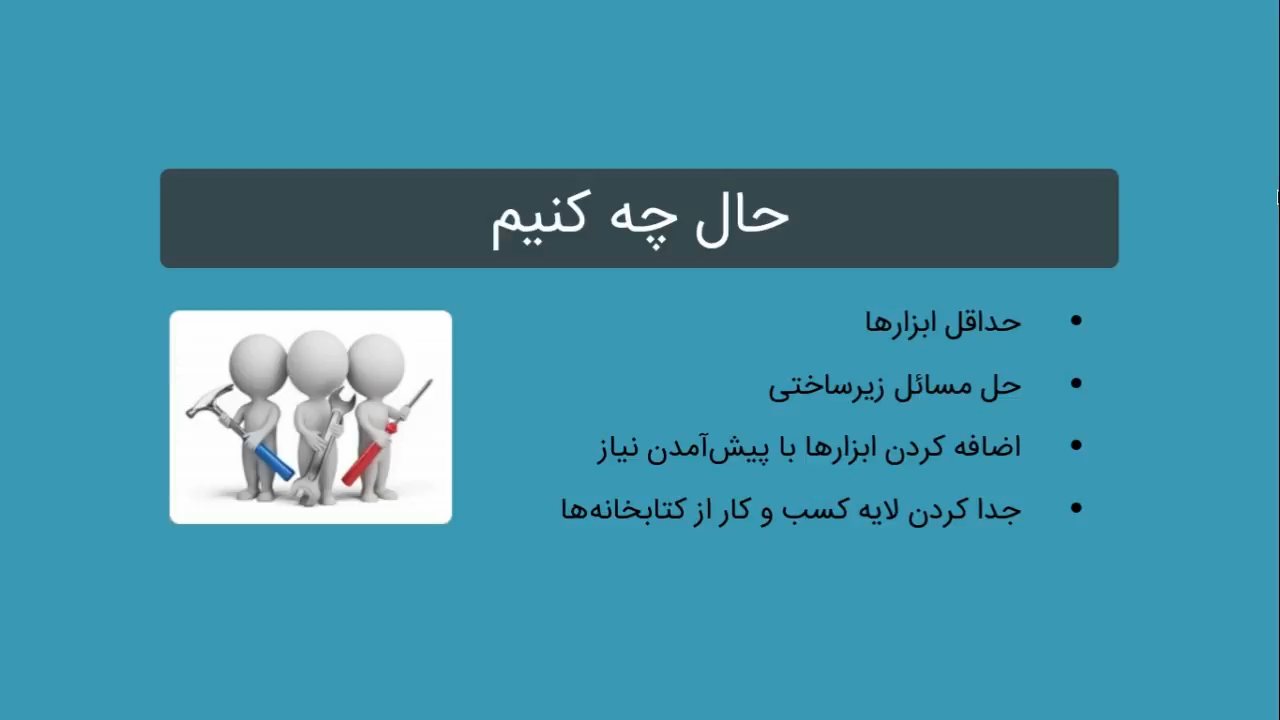 حال چه کنیم
• حداقل ابزارها
• حل مسائل زیرساختی
• اضافه کردن ابزارها با پیش‌آمدن نیاز
• جدا کردن لایه کسب و کار از کتابخانه‌ها